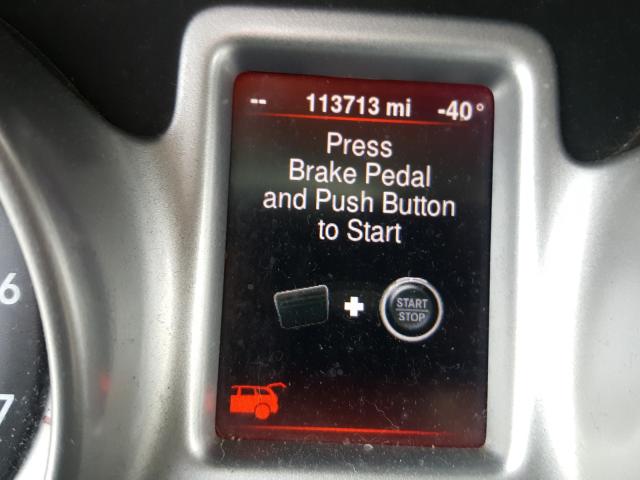 -- 113713 mi -40°
Press
Brake Pedal
and Push Button
to Start
START
STOP
6
7